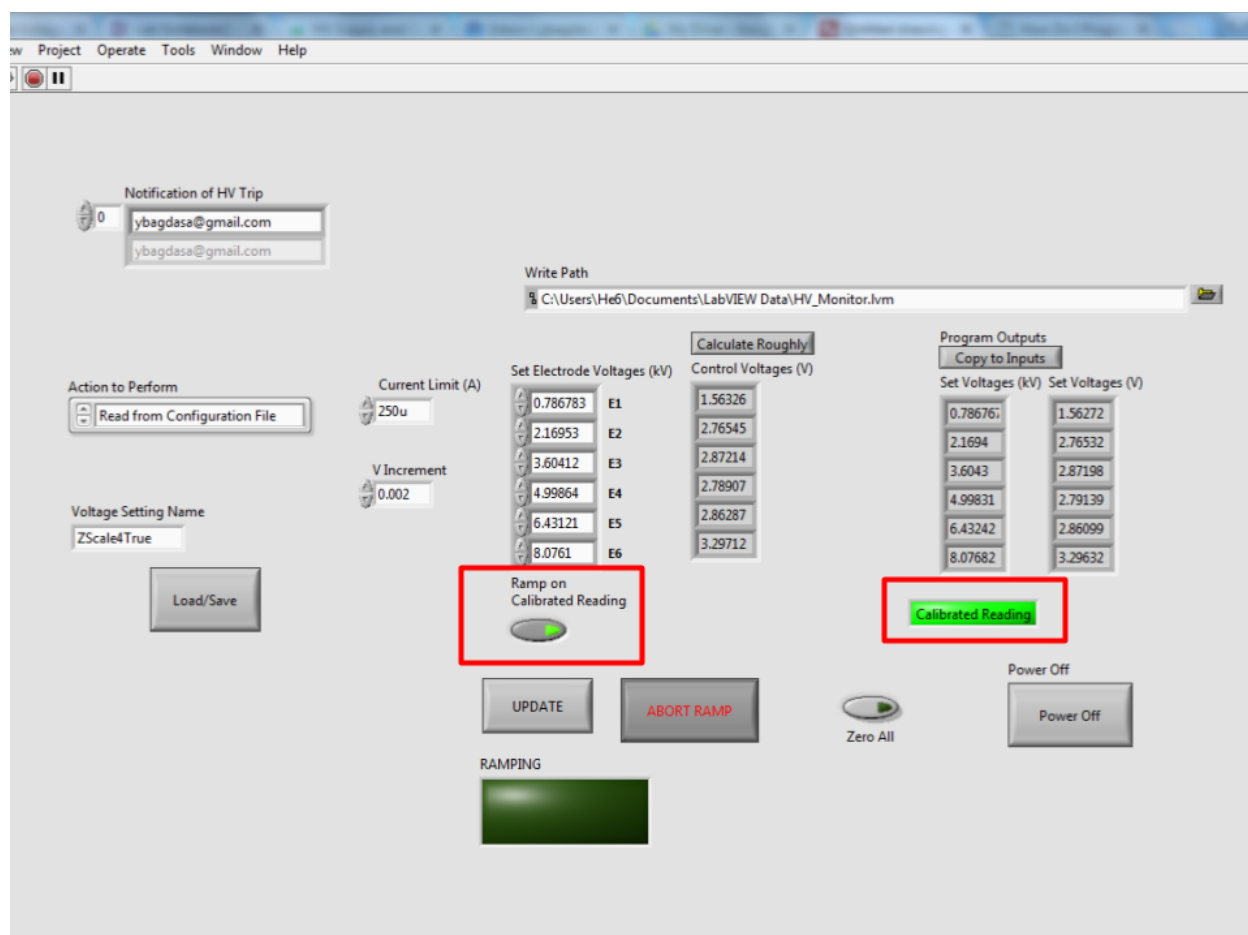 Project Operate Tools Window Help
Notification of HV Trip
0
ybagdasa@gmail.com
ybagdasa@gmail.com
Write Path
C:\Users\He6\Documents\LabVIEW Data\HV_Monitor.lvm
Calculate Roughly
Program Outputs
Copy to Inputs
Action to Perform
Read from Configuration File
Current Limit (A)
250u
Set Electrode Voltages (kV)
Control Voltages (V)
Set Voltages (kV) Set Voltages (V)
0.786783 E1 1.56326 1.56272
2.16953 E2 2.76545 2.1694 2.76532
3.60412 E3 2.87214 3.6043 2.87198
4.99864 E4 2.78907 4.99831 2.79139
6.43121 E5 2.86287 6.43242 2.86099
8.0761 E6 3.29712 8.07682 3.29632
V Increment
0.002
Voltage Setting Name
ZScale4True
Load/Save
Ramp on
Calibrated Reading
Calibrated Reading
UPDATE
ABORT RAMP
Zero All
Power Off
Power Off
RAMPING